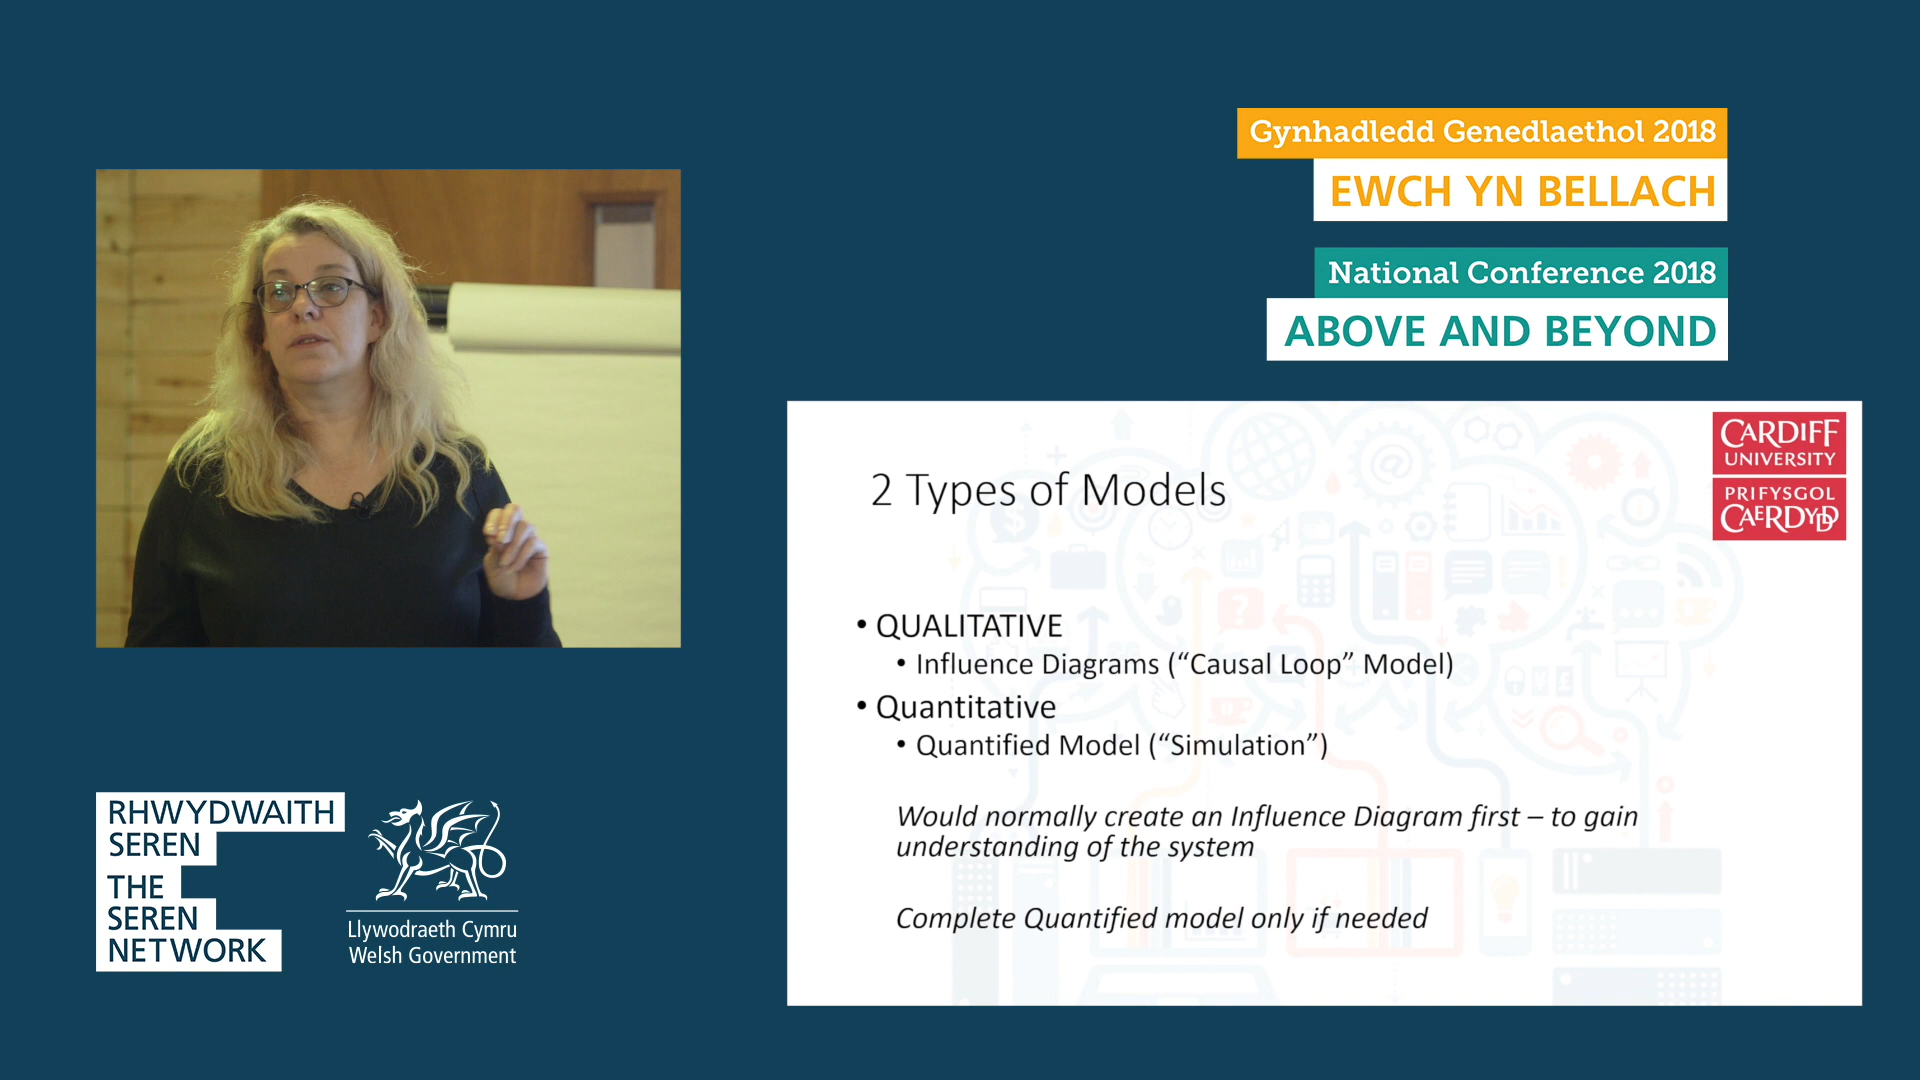 Gynhadledd Genedlaethol 2018
EWCH YN BELLACH
National Conference 2018
ABOVE AND BEYOND
CARDIFF
UNIVERSITY
PRIFYSGOL
CAERDYDD
2 Types of Models
• QUALITATIVE
• Influence Diagrams (“Causal Loop” Model)
• Quantitative
• Quantified Model (“Simulation”)
Would normally create an Influence Diagram first – to gain
understanding of the system
Complete Quantified model only if needed
RHWYDWAITH
SEREN
THE
SEREN
NETWORK
Llywodraeth Cymru
Welsh Government